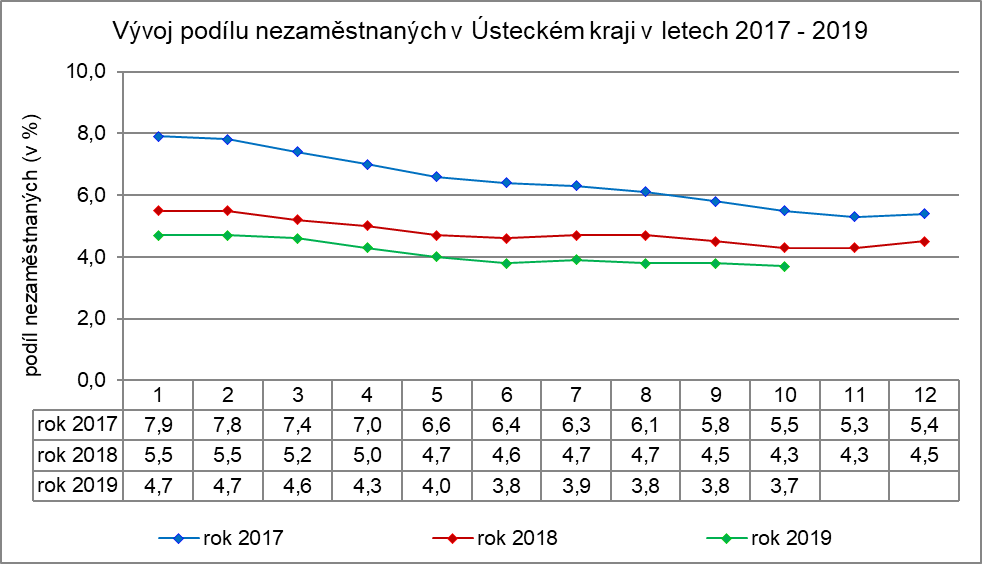 Vývoj podílu nezaměstnaných v Ústeckém kraji v letech 2017 - 2019
podíl nezaměstnaných (v %)
10,0
8,0
6,0
4,0
2,0
0,0
1 2 3 4 5 6 7 8 9 10 11 12
rok 2017 7,9 7,8 7,4 7,0 6,6 6,4 6,3 6,1 5,8 5,5 5,3 5,4
rok 2018 5,5 5,5 5,2 5,0 4,7 4,6 4,7 4,7 4,5 4,3 4,3 4,5
rok 2019 4,7 4,7 4,6 4,3 4,0 3,8 3,9 3,8 3,8 3,7
rok 2017 rok 2018 rok 2019